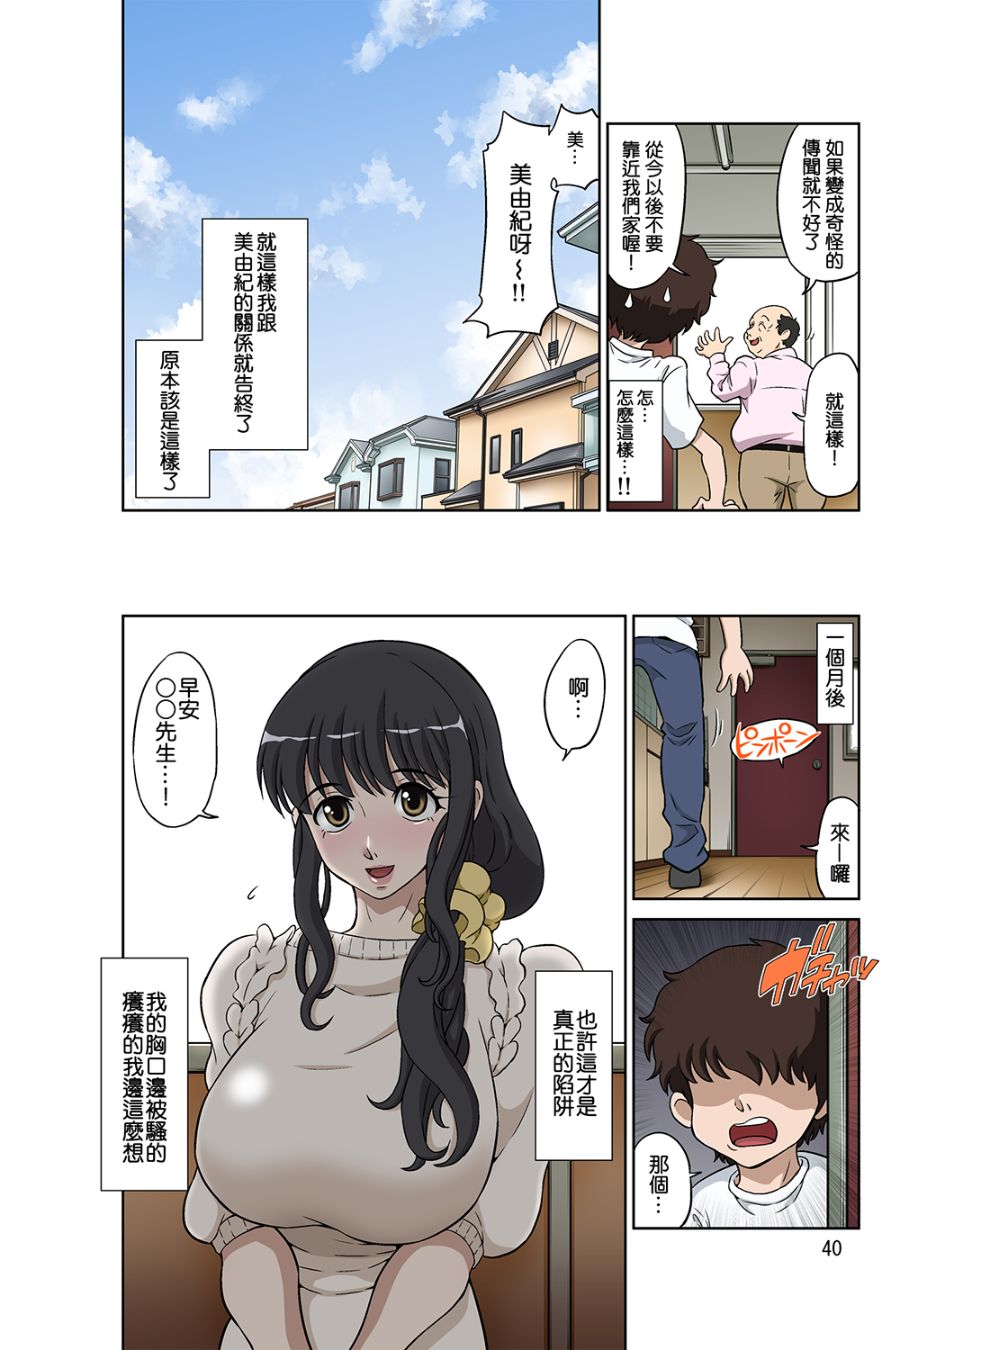 如果變成奇怪的
傳聞就不好了
從今以後不要
靠近我們家喔!
就這樣!
怎…
怎麼這樣…!!
美…
美由紀呀～!!
就這樣我跟
美由紀的關係就告終了
原本該是這樣了
一個月後
ピンポーン
來ー囉
ガチャッ
那個…
啊…
早安
〇〇先生…!
也許這才是
真正的陷阱
我的胸口邊被騷的
癢癢的我邊這麼想
40